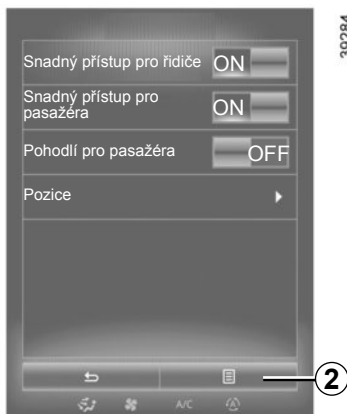 39284
Snadný přístup pro řidiče ON
Snadný přístup pro
pasažéra ON
Pohodlí pro pasažéra OFF
Pozice
2
A/C